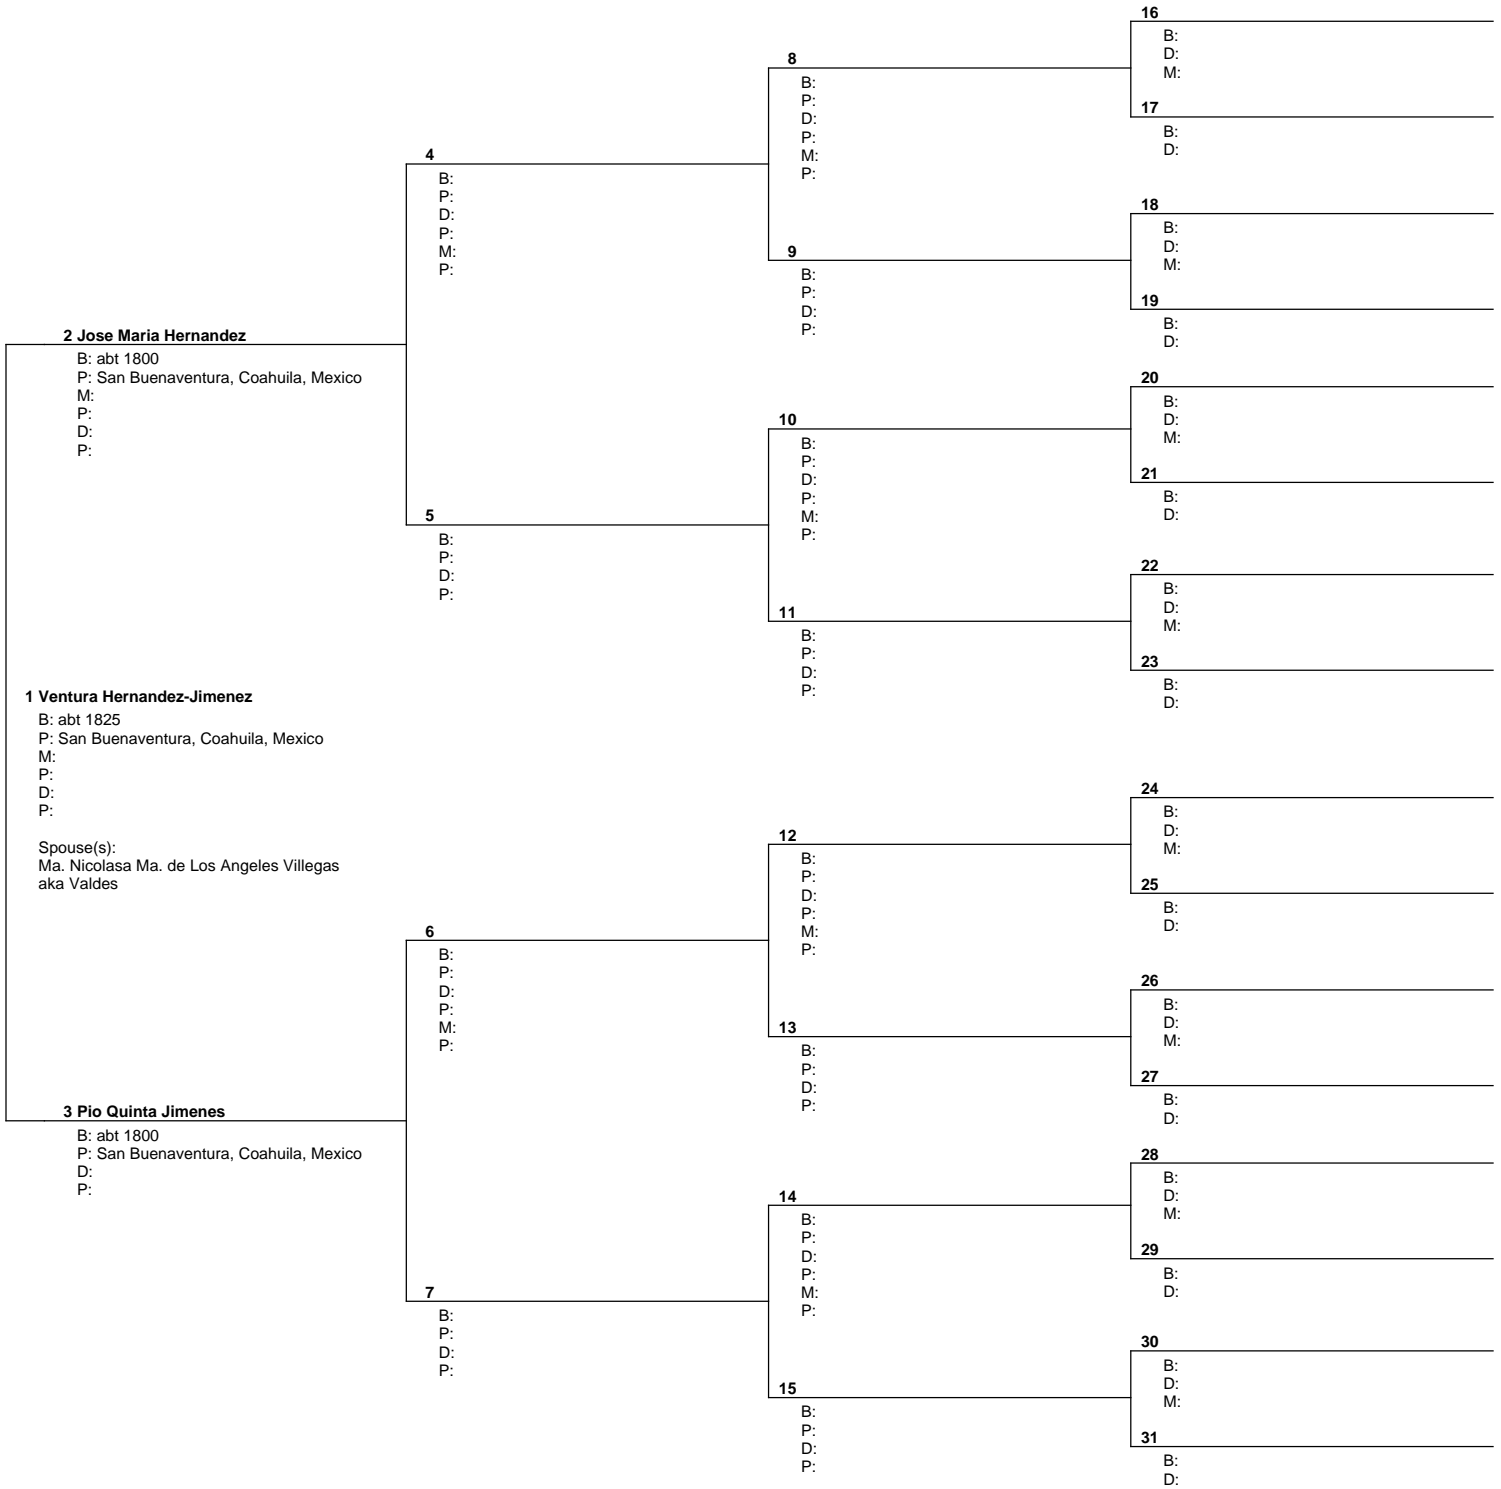 16
B:
D:
M:
8
B:
P:
D:
P:
M:
P:
17
B:
D:
4
B:
P:
D:
P:
M:
P:
18
B:
D:
M:
9
B:
P:
D:
P:
19
B:
D:
2 Jose Maria Hernandez
B: abt 1800
P: San Buenaventura, Coahuila, Mexico
M:
P:
D:
P:
20
B:
D:
M:
10
B:
P:
D:
P:
M:
P:
21
B:
D:
5
B:
P:
D:
P:
22
B:
D:
M:
11
B:
P:
D:
P:
23
B:
D:
1 Ventura Hernandez-Jimenez
B: abt 1825
P: San Buenaventura, Coahuila, Mexico
M:
P:
D:
P:
Spouse(s):
Ma. Nicolasa Ma. de Los Angeles Villegas
aka Valdes
24
B:
D:
M:
12
B:
P:
D:
P:
M:
P:
25
B:
D:
6
B:
P:
D:
P:
M:
P:
26
B:
D:
M:
13
B:
P:
D:
P:
27
B:
D:
3 Pio Quinta Jimenes
B: abt 1800
P: San Buenaventura, Coahuila, Mexico
D:
P:
28
B:
D:
M:
14
B:
P:
D:
P:
M:
P:
29
B:
D:
7
B:
P:
D:
P:
30
B:
D:
M:
15
B:
P:
D:
P:
31
B:
D: